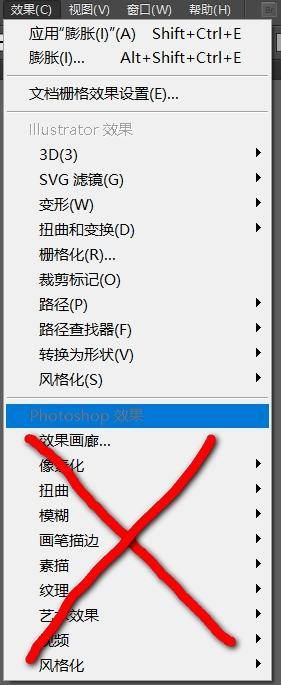 效果(C) 视图(V) 窗口(W) 帮助(H) Br
应用“膨胀(I)”(A) Shift+Ctrl+E
膨胀(I)... Alt+Shift+Ctrl+E
文档栅格效果设置(E)...
Illustrator 效果
3D(3)
SVG 滤镜(G)
变形(W)
扭曲和变换(D)
栅格化(R)...
裁剪标记(O)
路径(P)
路径查找器(F)
转换为形状(V)
风格化(S)
Photoshop 效果
效果画廊...
像素化
扭曲
模糊
画笔描边
素描
纹理
艺术效果
视频
风格化